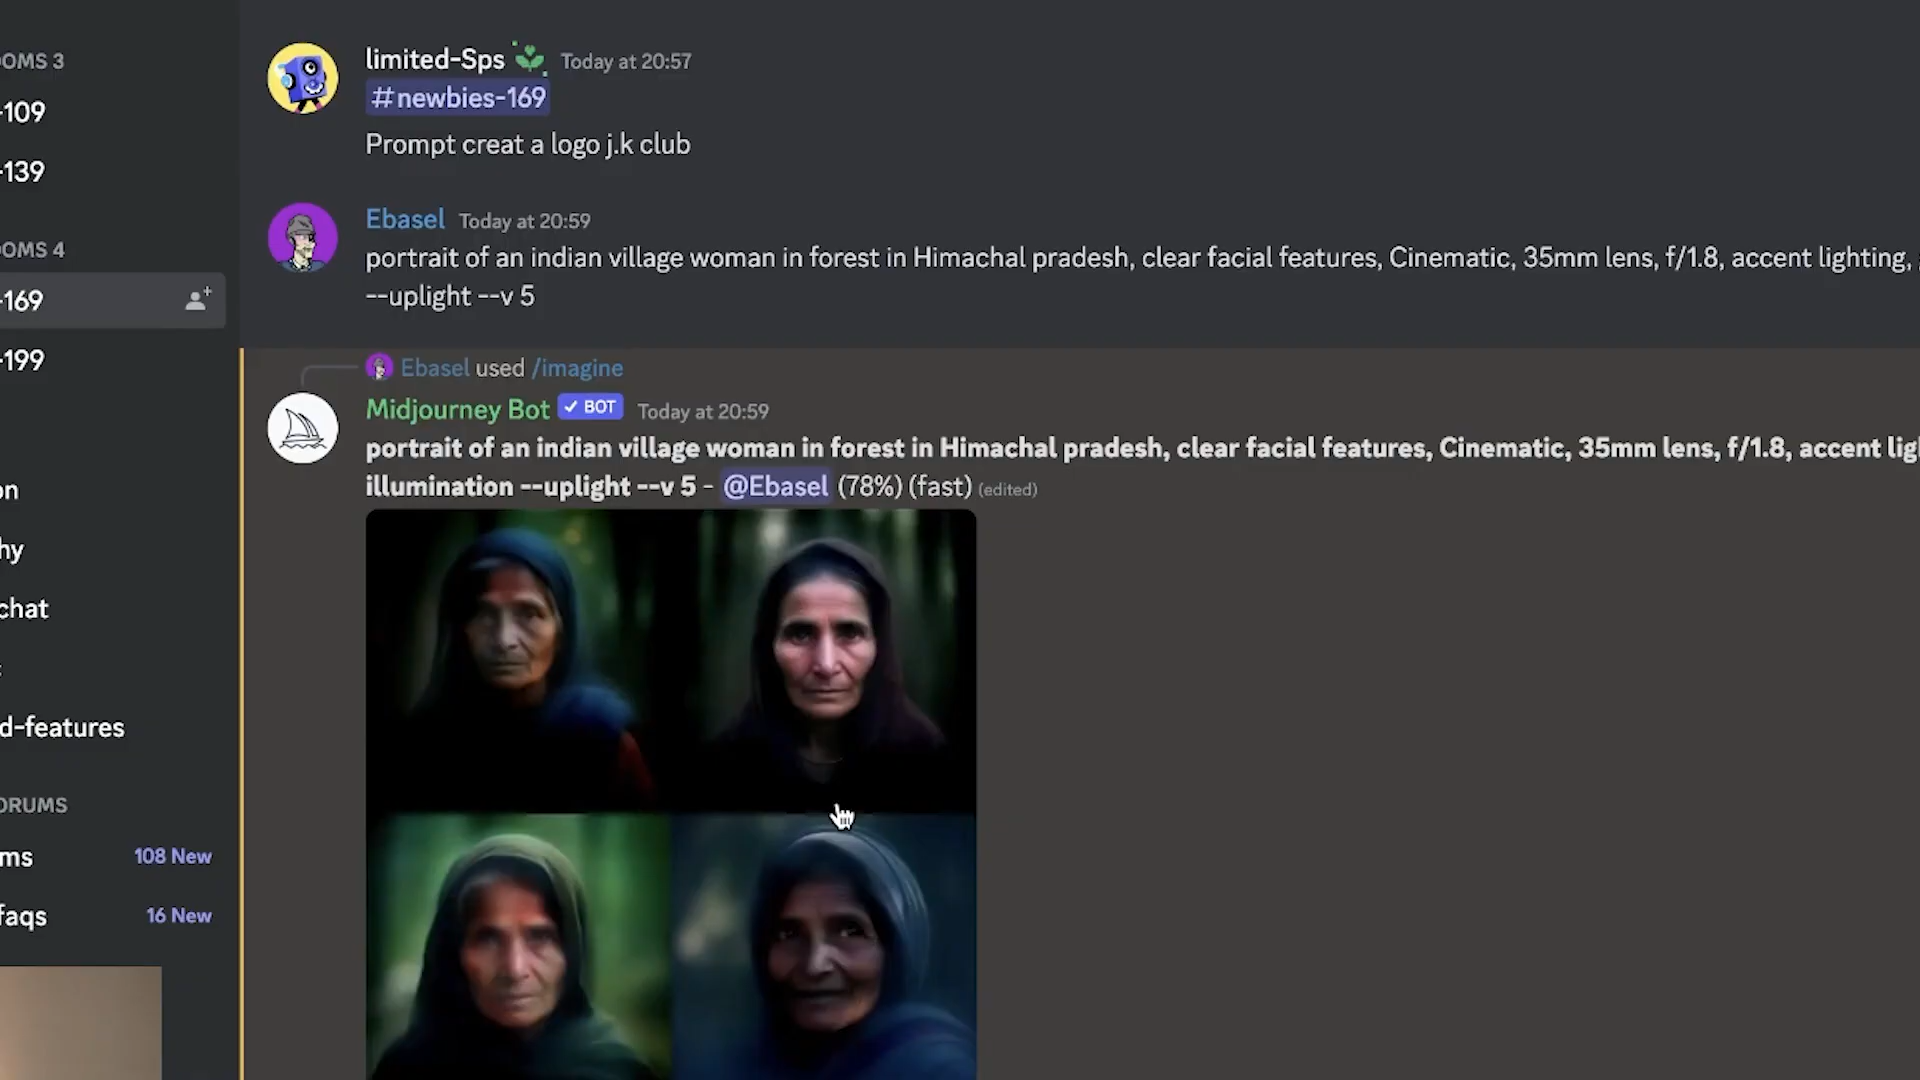 OMS 3
-109
-139
OMS 4
-169
-199
on
hy
chat
d-features
ORUMS
ms 108 New
faqs 16 New
limited-Sps Today at 20:57
#newbies-169
Prompt creat a logo j.k club
Ebasel Today at 20:59
portrait of an indian village woman in forest in Himachal pradesh, clear facial features, Cinematic, 35mm lens, f/1.8, accent lighting,
--uplight --v 5
Ebasel used /imagine
Midjourney Bot BOT Today at 20:59
portrait of an indian village woman in forest in Himachal pradesh, clear facial features, Cinematic, 35mm lens, f/1.8, accent lig
illumination --uplight --v 5 - @Ebasel (78%) (fast) (edited)